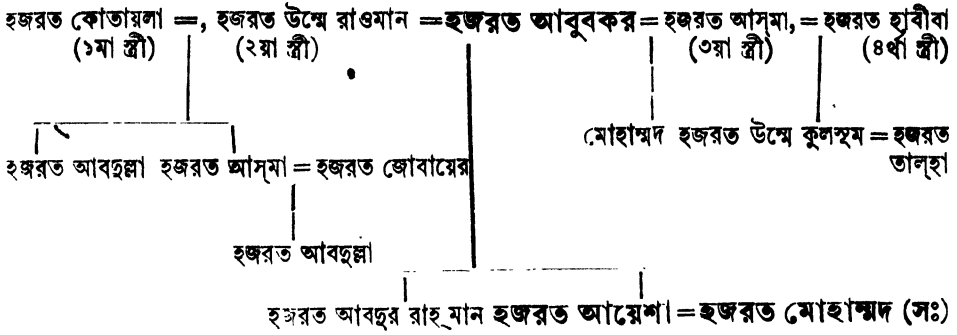 হজরত কোতায়লা =, হজরত উম্মে রাওমান = হজরত আবুবকর = হজরত আস্‌মা, = হজরত হাবীবা
(১মা স্ত্রী) (২য়া স্ত্রী) (৩য়া স্ত্রী) (৪র্থা স্ত্রী)
মোহাম্মদ হজরত উম্মে কুলসুম = হজরত
তাল্‌হা
হজরত আবদুল্লা হজরত আস্‌মা = হজরত জোবায়ের
হজরত আবদুল্লা
হজরত আবদুর রাহ্‌মান হজরত আয়েশা = হজরত মোহাম্মদ (সঃ)